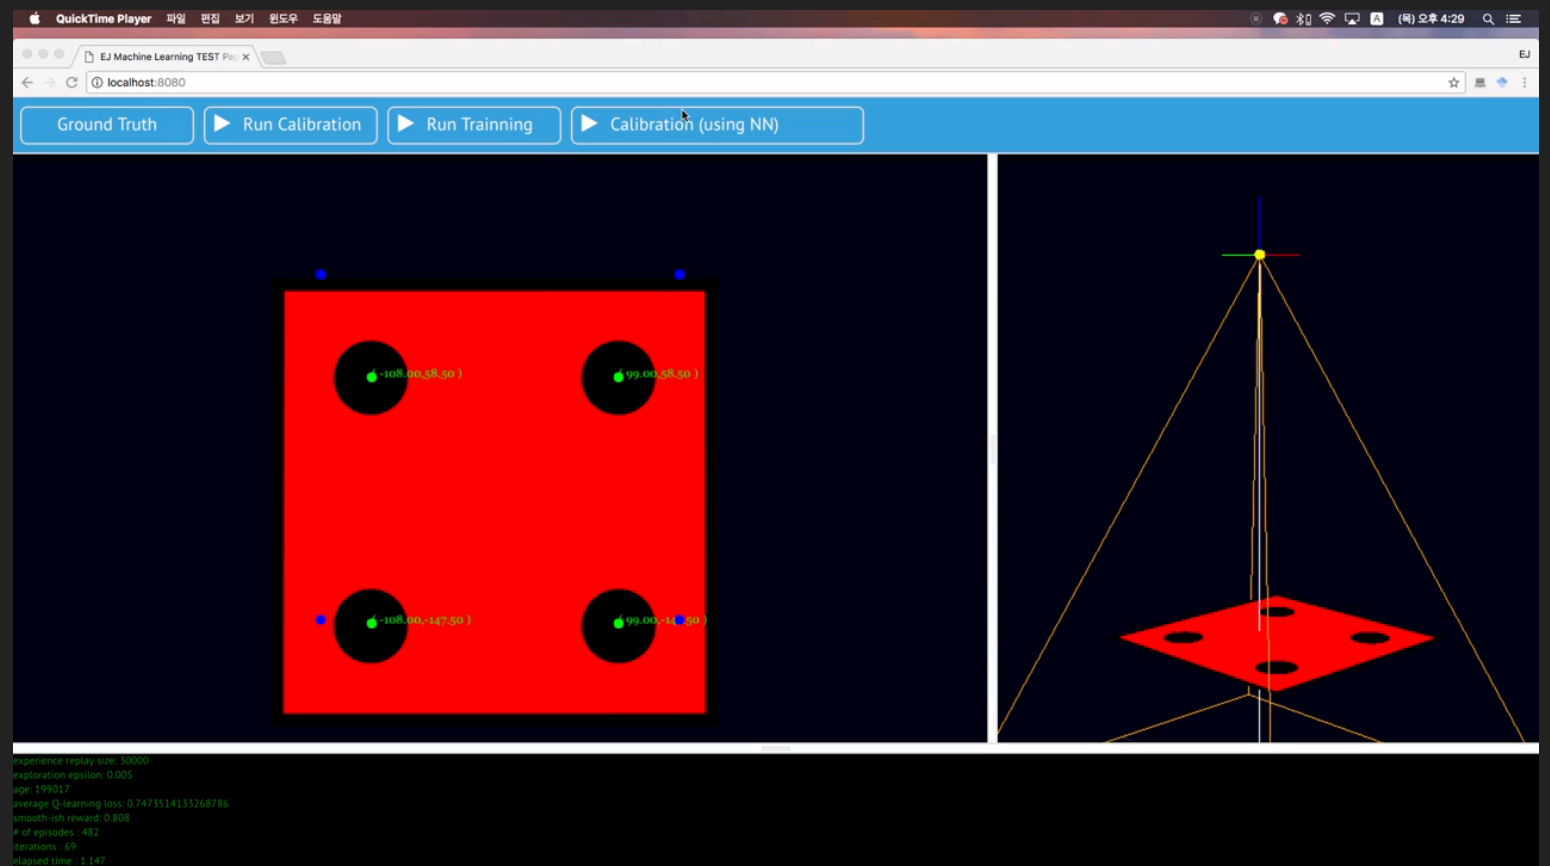 QuickTime Player 파일 편집 보기 윈도우 도움말 A (목) 오후 4:29
EJ Machine Learning TEST Pa EJ
localhost:8080
Ground Truth Run Calibration Run Trainning Calibration (using NN)
( -108.00,58.50 ) ( 99.00,58.50 )
( -108.00,-147.50 ) ( 99.00,-147.50 )
experience replay size: 30000
exploration epsilon: 0.005
age: 199017
average Q-learning loss: 0.7473514133268786
smooth-ish reward: 0.808
# of episodes : 482
iterations : 69
elapsed time : 1.147